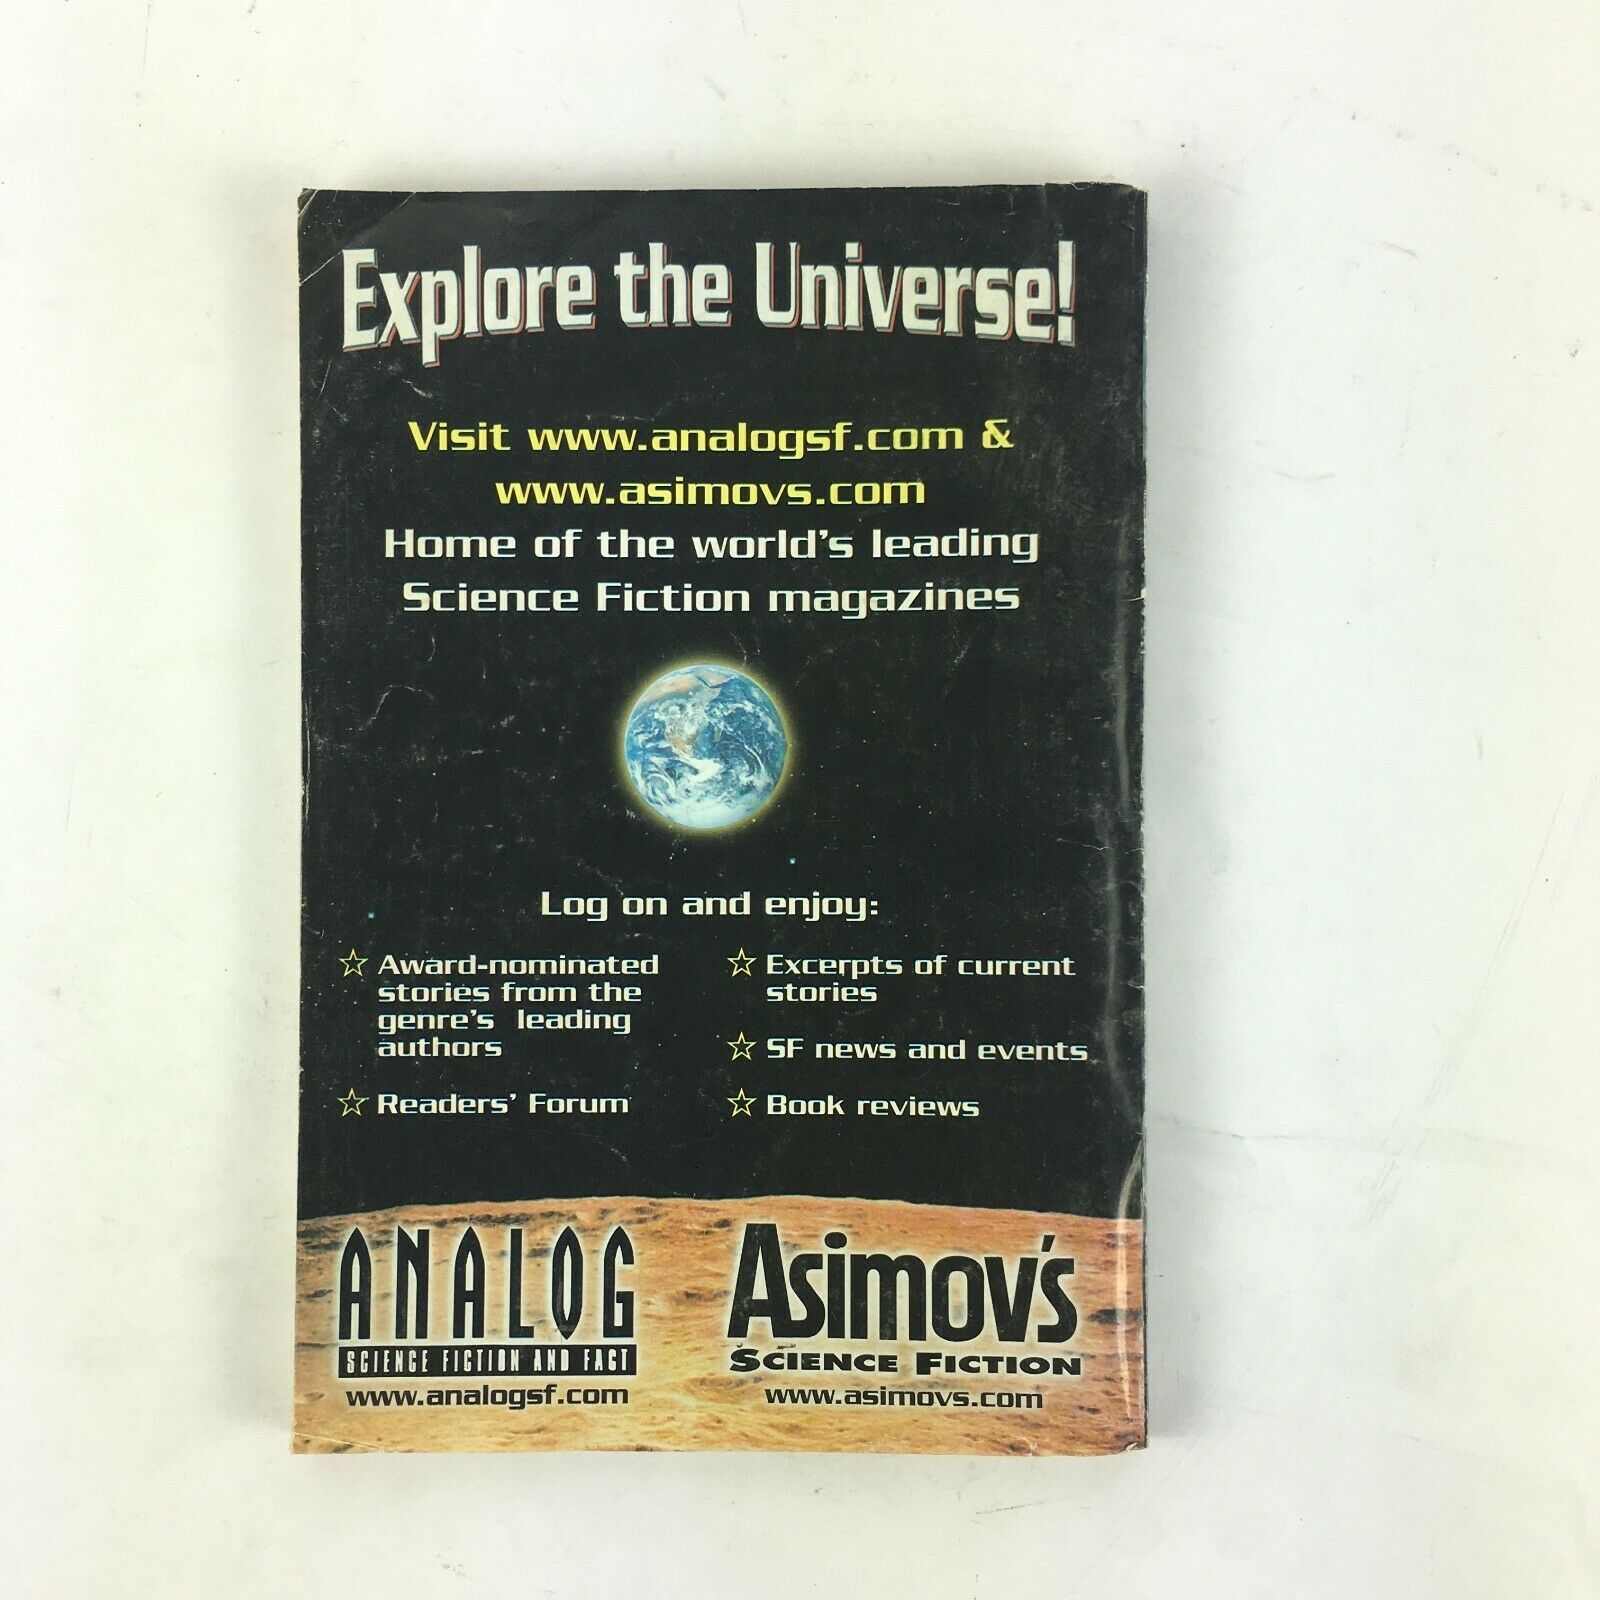 Explore the Universe!
Visit www.analogsf.com &
www.asimovs.com
Home of the world's leading
Science Fiction magazines
Log on and enjoy:
☆ Award-nominated
stories from the
genre's leading
authors
☆ Readers' Forum
☆ Excerpts of current
stories
☆ SF news and events
☆ Book reviews
ANALOG
SCIENCE FICTION AND FACT
www.analogsf.com
Asimov's
SCIENCE FICTION
www.asimovs.com